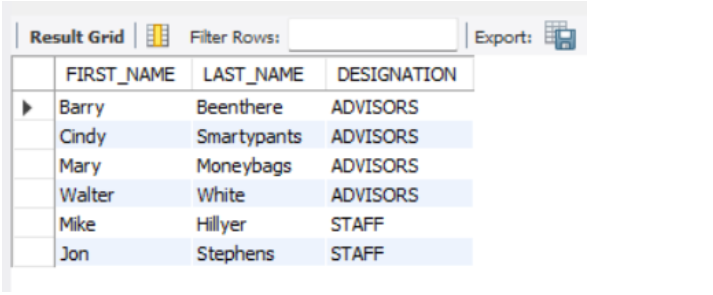 Result Grid Filter Rows: Export:
FIRST_NAME LAST_NAME DESIGNATION
Barry Beenthere ADVISORS
Cindy Smartypants ADVISORS
Mary Moneybags ADVISORS
Walter White ADVISORS
Mike Hillyer STAFF
Jon Stephens STAFF